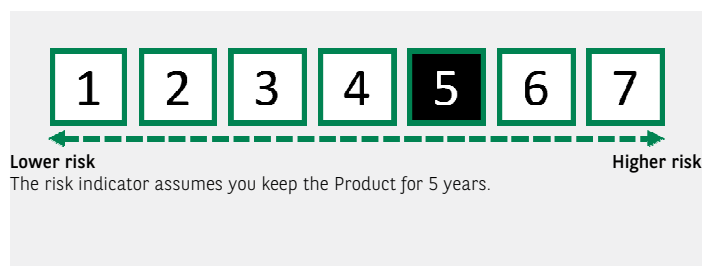 1 2 3 4 5 6 7
Lower risk Higher risk
The risk indicator assumes you keep the Product for 5 years.